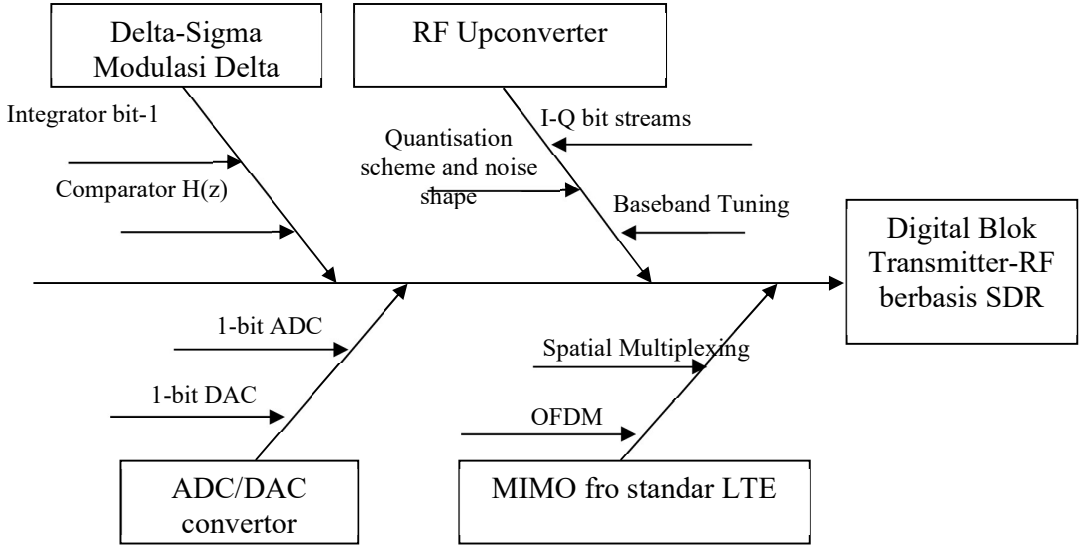 Delta-Sigma
Modulasi Delta
RF Upconverter
Integrator bit-1
Comparator H(z)
Quantisation
scheme and noise
shape
I-Q bit streams
Baseband Tuning
Digital Blok
Transmitter-RF
berbasis SDR
1-bit ADC
1-bit DAC
Spatial Multiplexing
OFDM
ADC/DAC
convertor
MIMO fro standar LTE